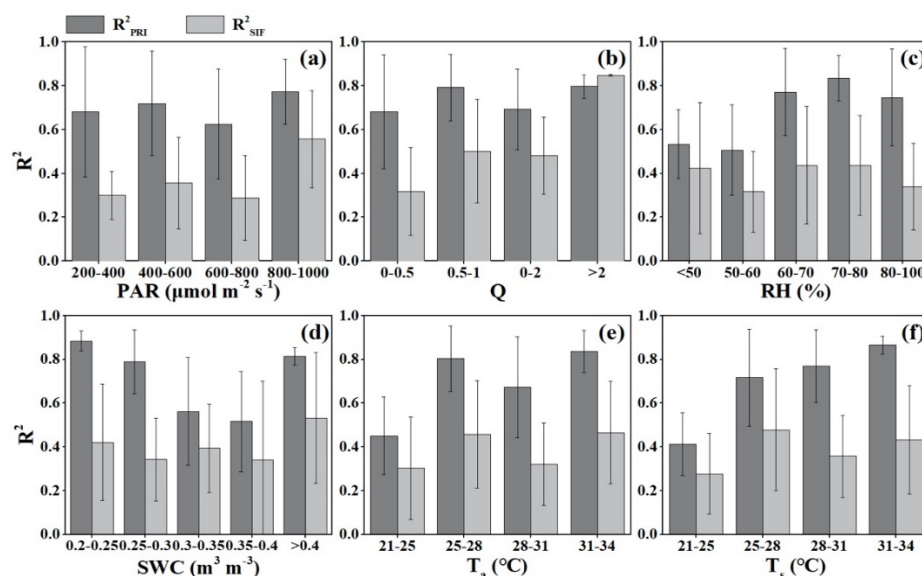 R²PRI R²SIF
1.0 0.8 0.6 0.4 0.2 0.0
R²
(a)
200-400 400-600 600-800 800-1000
PAR (μmol m⁻² s⁻¹)
1.0 0.8 0.6 0.4 0.2 0.0
(b)
0-0.5 0.5-1 0-2 >2
Q
1.0 0.8 0.6 0.4 0.2 0.0
(c)
<50 50-60 60-70 70-80 80-100
RH (%)
1.0 0.8 0.6 0.4 0.2 0.0
R²
(d)
0.2-0.25 0.25-0.3 0.3-0.35 0.35-0.4 >0.4
SWC (m³ m⁻³)
1.0 0.8 0.6 0.4 0.2 0.0
(e)
21-25 25-28 28-31 31-34
Ta (°C)
1.0 0.8 0.6 0.4 0.2 0.0
(f)
21-25 25-28 28-31 31-34
Ts (°C)